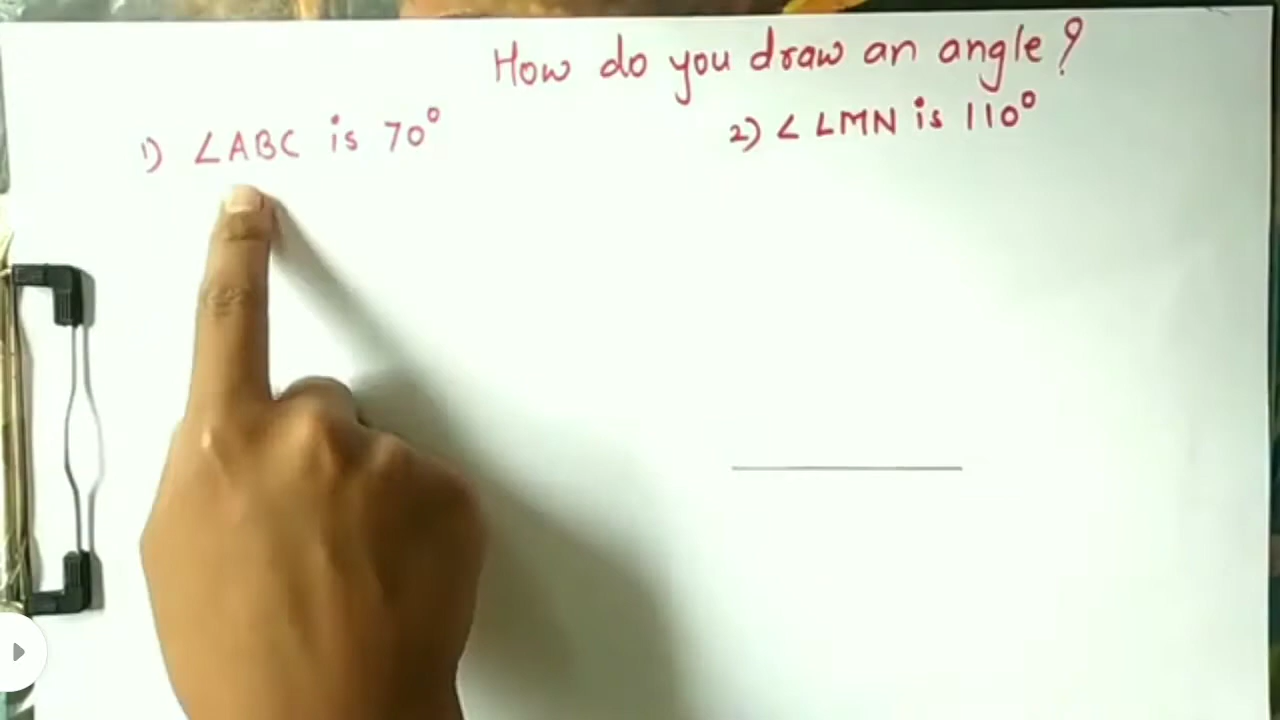 How do you draw an angle?
1) ∠ABC is 70°
2) ∠LMN is 110°